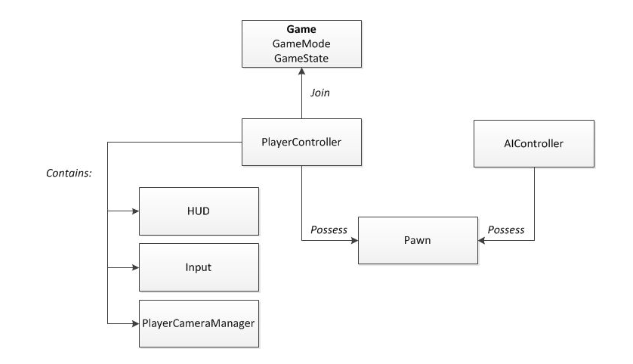 Game
GameMode
GameState
Join
PlayerController
AIController
Contains:
HUD
Possess
Possess
Pawn
Input
PlayerCameraManager